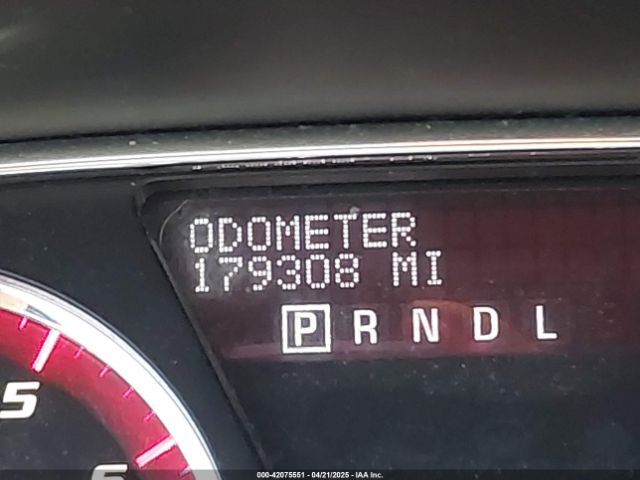 ODOMETER
179308 MI
P R N D L
5
6
000-42075551 - 04/21/2025 - IAA Inc.